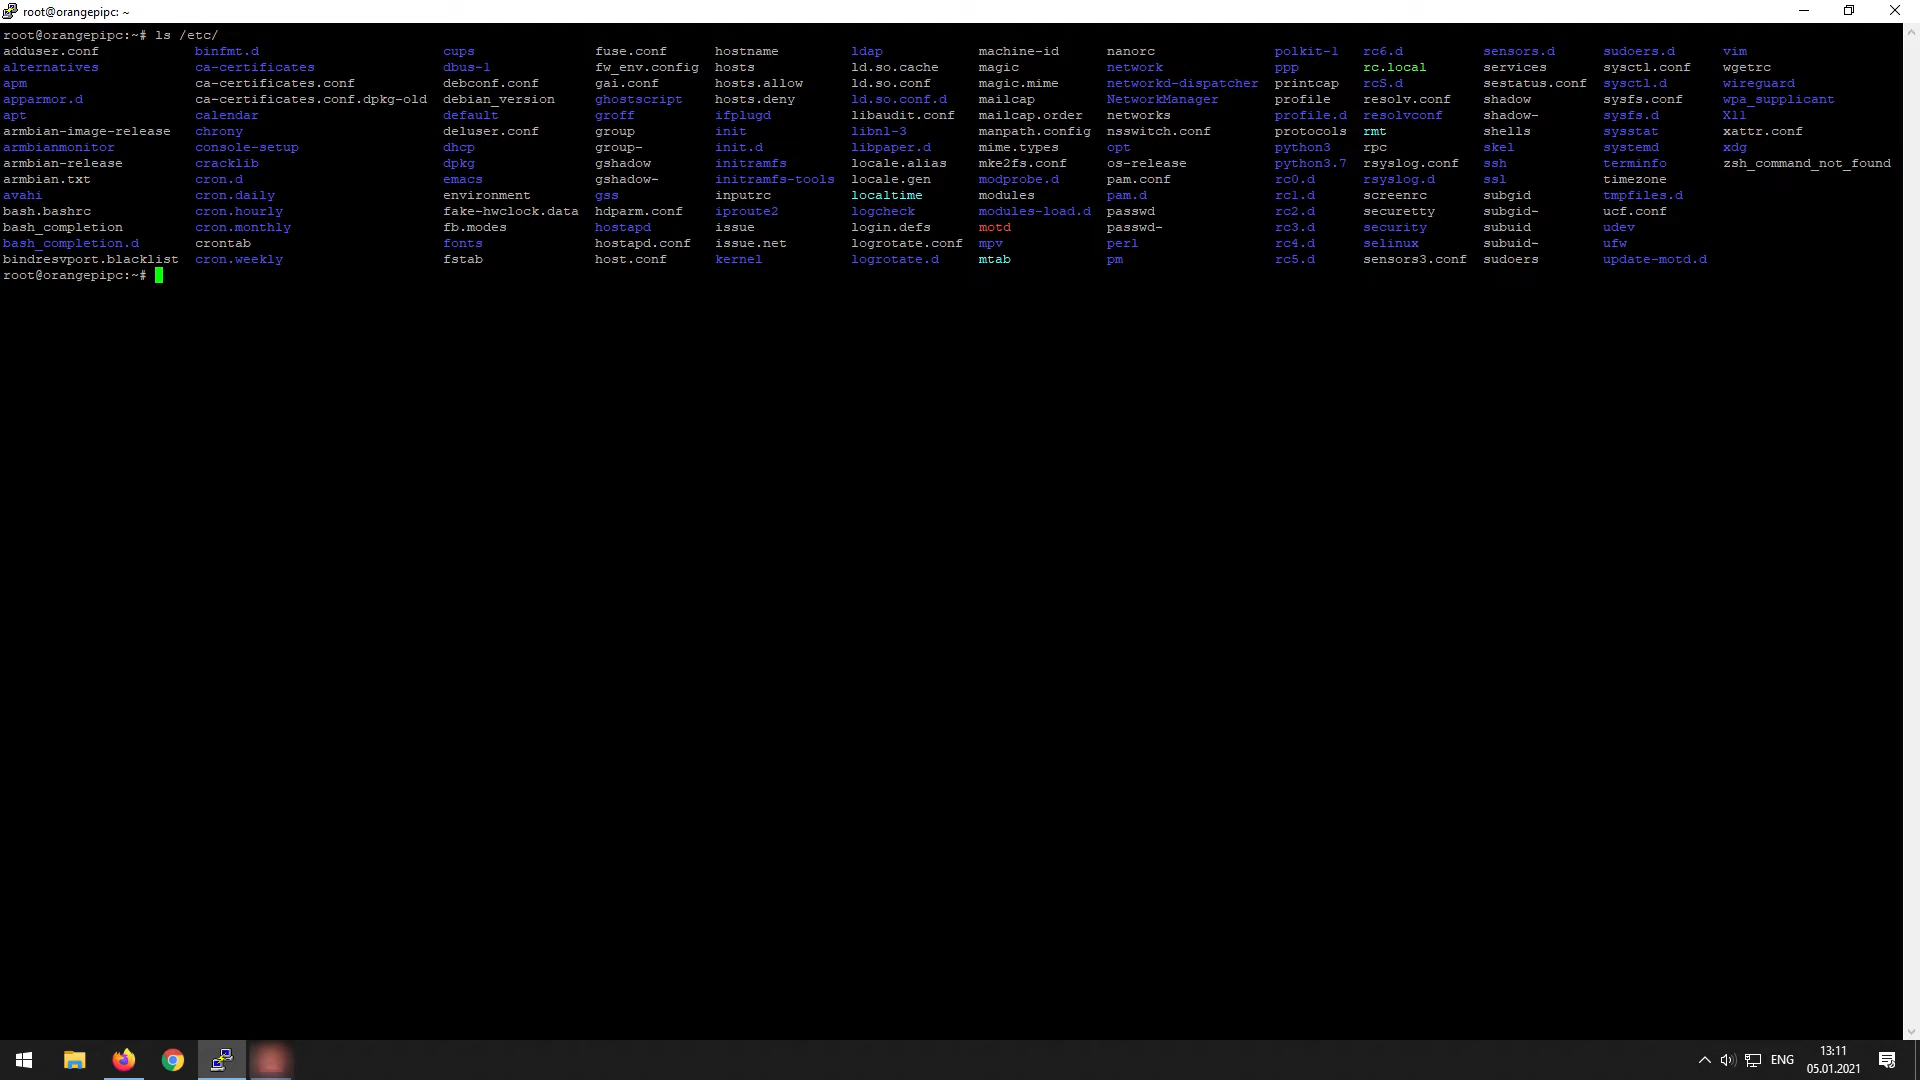 root@orangepipc: ~
root@orangepipc:~# ls /etc/
adduser.conf binfmt.d cups fuse.conf hostname ldap machine-id nanorc polkit-1 rc6.d sensors.d sudoers.d vim
alternatives ca-certificates dbus-1 fw_env.config hosts ld.so.cache magic network ppp rc.local services sysctl.conf wgetrc
apm ca-certificates.conf debconf.conf gai.conf hosts.allow ld.so.conf magic.mime networkd-dispatcher printcap rcS.d sestatus.conf sysctl.d wireguard
apparmor.d ca-certificates.conf.dpkg-old debian_version ghostscript hosts.deny ld.so.conf.d mailcap NetworkManager profile resolv.conf shadow sysfs.conf wpa_supplicant
apt calendar default groff ifplugd libaudit.conf mailcap.order networks profile.d resolvconf shadow- sysfs.d X11
armbian-image-release chrony deluser.conf group init libnl-3 manpath.config nsswitch.conf protocols rmt shells sysstat xattr.conf
armbianmonitor console-setup dhcp group- init.d libpaper.d mime.types opt python3 rpc skel systemd xdg
armbian-release cracklib dpkg gshadow initramfs locale.alias mke2fs.conf os-release python3.7 rsyslog.conf ssh terminfo zsh_command_not_found
armbian.txt cron.d emacs gshadow- initramfs-tools locale.gen modprobe.d pam.conf rc0.d rsyslog.d ssl timezone
avahi cron.daily environment gss inputrc localtime modules pam.d rc1.d screenrc subgid tmpfiles.d
bash.bashrc cron.hourly fake-hwclock.data hdparm.conf iproute2 logcheck modules-load.d passwd rc2.d securetty subgid- ucf.conf
bash_completion cron.monthly fb.modes hostapd issue login.defs motd passwd- rc3.d security subuid udev
bash_completion.d crontab fonts hostapd.conf issue.net logrotate.conf mpv perl rc4.d selinux subuid- ufw
bindresvport.blacklist cron.weekly fstab host.conf kernel logrotate.d mtab pm rc5.d sensors3.conf sudoers update-motd.d
root@orangepipc:~#
ENG
13:11
05.01.2021